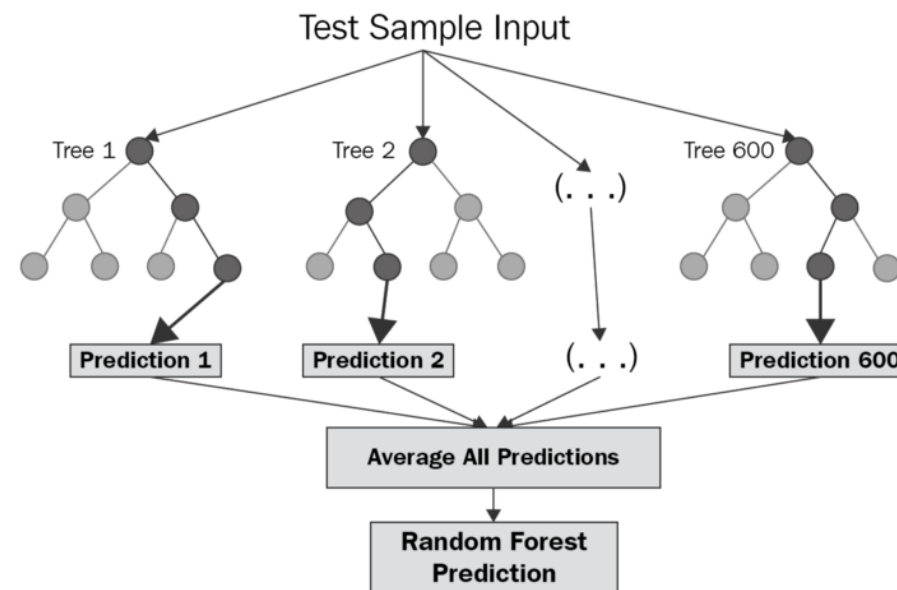 Test Sample Input
Tree 1
Tree 2
Tree 600
(. . .)
Prediction 1
Prediction 2
(. . .)
Prediction 600
Average All Predictions
Random Forest
Prediction